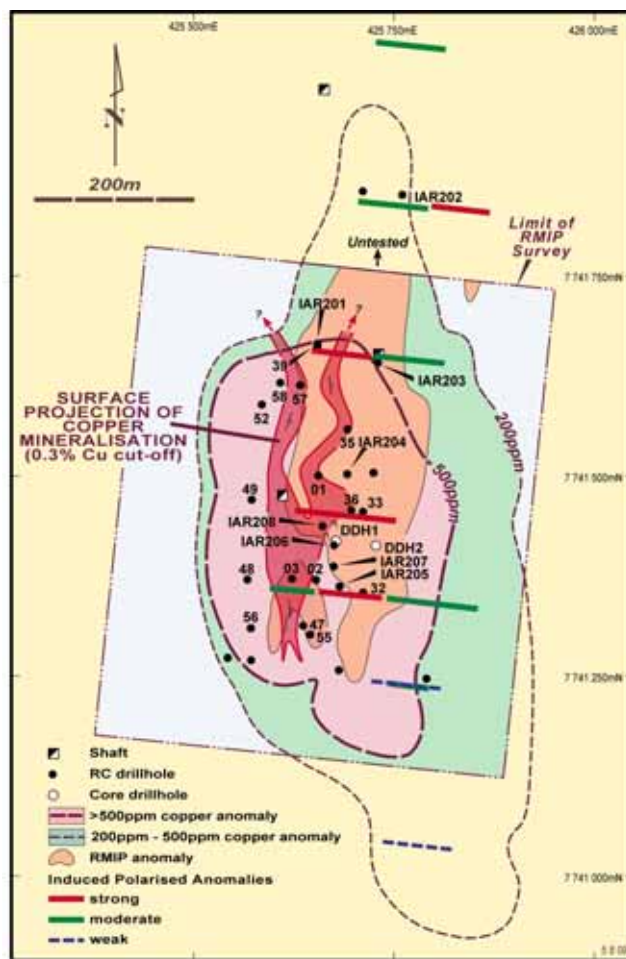 425 500mE
425 750mE
426 000mE
N
200m
IAR202
Untested
Limit of
RMIP
Survey
7 741 750mN
?
?
IAR201
39
IAR203
58
57
52
SURFACE
PROJECTION OF
COPPER
MINERALISATION
(0.3% Cu cut-off)
200ppm
500ppm
35
IAR204
01
7 741 500mN
49
36
33
IAR208
DDH1
IAR206
DDH2
IAR207
IAR205
48
03
02
32
56
47
55
7 741 250mN
Shaft
RC drillhole
Core drillhole
>500ppm copper anomaly
200ppm - 500ppm copper anomaly
RMIP anomaly
Induced Polarised Anomalies
strong
moderate
weak
7 741 000mN